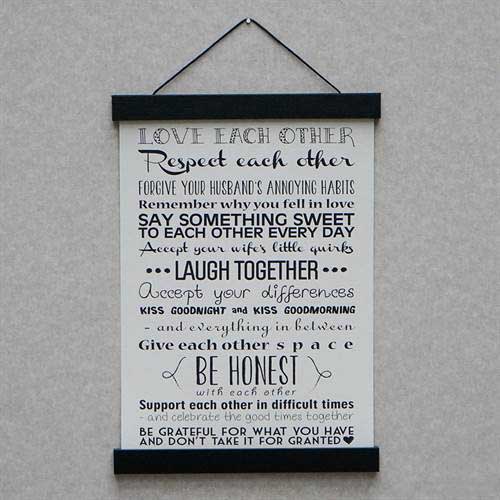 LOVE EACH OTHER
Respect each other
FORGIVE YOUR HUSBAND'S ANNOYING HABITS
Remember why you fell in love
SAY SOMETHING SWEET
TO EACH OTHER EVERY DAY
Accept your wife's little quirks
••• LAUGH TOGETHER •••
Accept your differences
KISS GOODNIGHT and KISS GOODMORNING
- and everything in between
Give each other s p a c e
BE HONEST
with each other
Support each other in difficult times
- and celebrate the good times together
BE GRATEFUL FOR WHAT YOU HAVE
AND DON'T TAKE IT FOR GRANTED♥